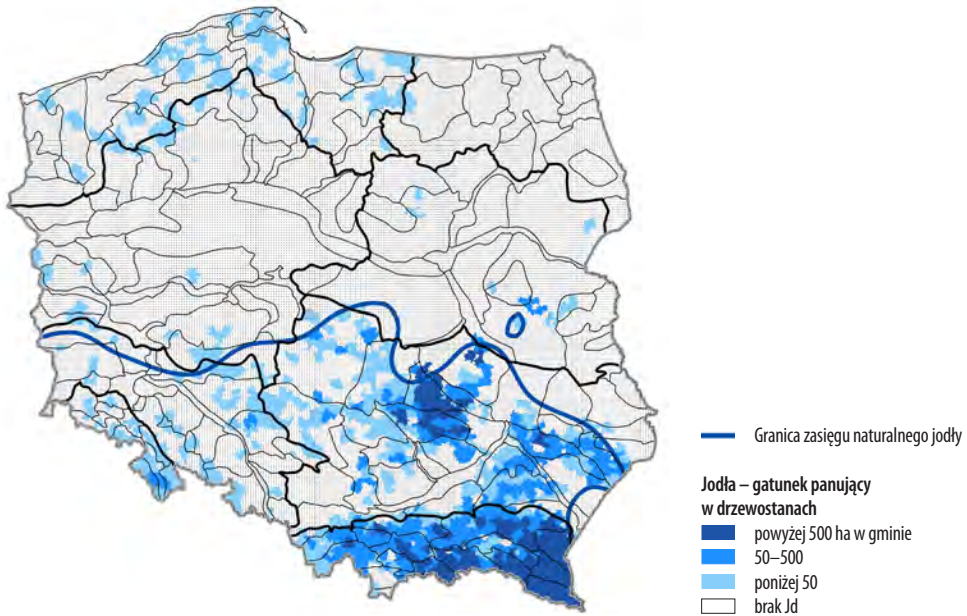 Granica zasięgu naturalnego jodły
Jodła – gatunek panujący
w drzewostanach
powyżej 500 ha w gminie
50–500
poniżej 50
brak Jd